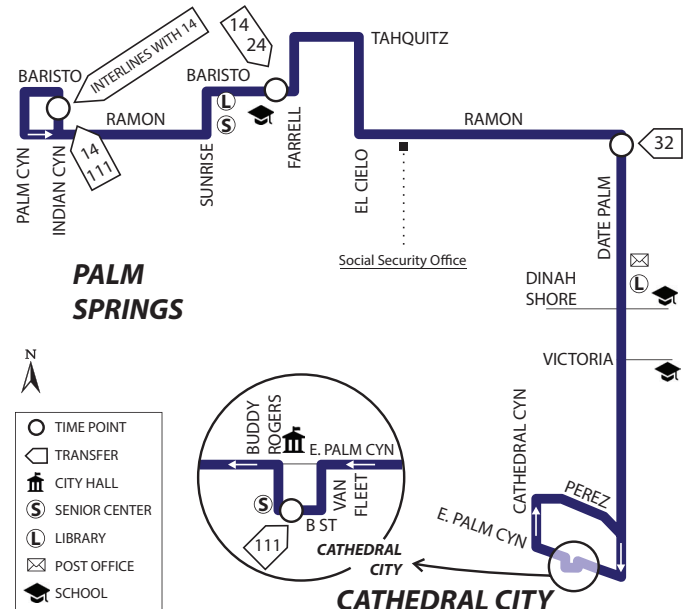 14
24
TAHQUITZ
INTERLINES WITH 14
BARISTO
BARISTO
L
S
RAMON
RAMON
32
14
111
PALM CYN
INDIAN CYN
SUNRISE
FARRELL
EL CIELO
DATE PALM
Social Security Office
PALM
SPRINGS
DINAH
SHORE
L
VICTORIA
N
TIME POINT
TRANSFER
CITY HALL
S SENIOR CENTER
L LIBRARY
POST OFFICE
SCHOOL
BUDDY
ROGERS
E. PALM CYN
VAN
FLEET
S
B ST
111
CATHEDRAL
CITY
CATHEDRAL CYN
PEREZ
E. PALM CYN
CATHEDRAL CITY